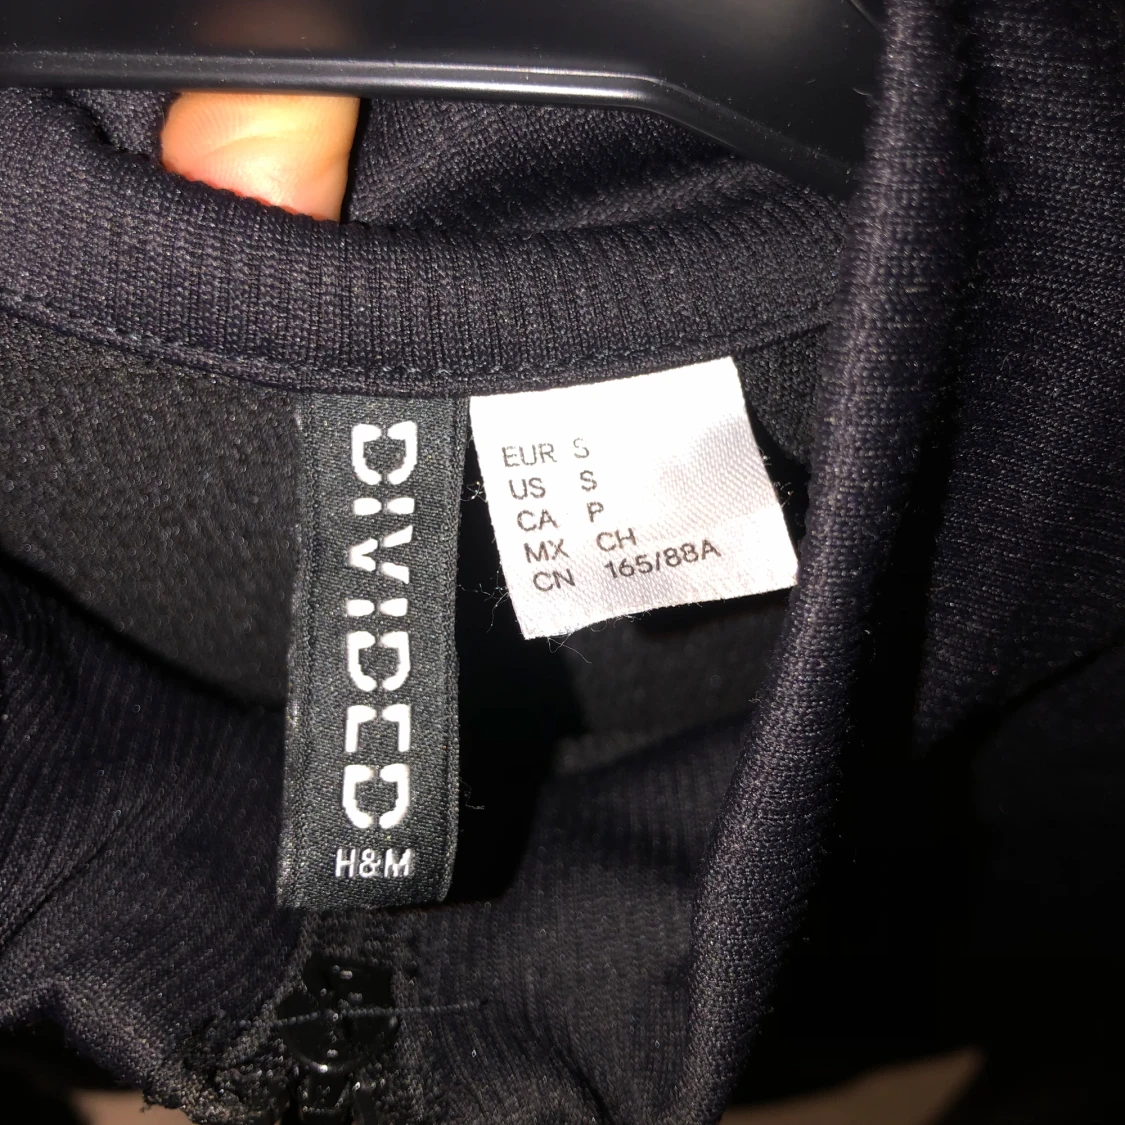 DIVIDED
H&M
EUR S
US S
CA P
MX CH
CN 165/88A